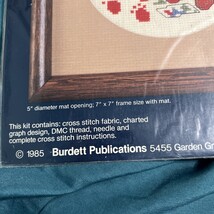 5" diameter mat opening; 7" x 7" frame size with mat.
This kit contains: cross stitch fabric, charted
graph design, DMC thread, needle and
complete cross stitch instructions.
© 1985 Burdett Publications 5455 Garden Gr